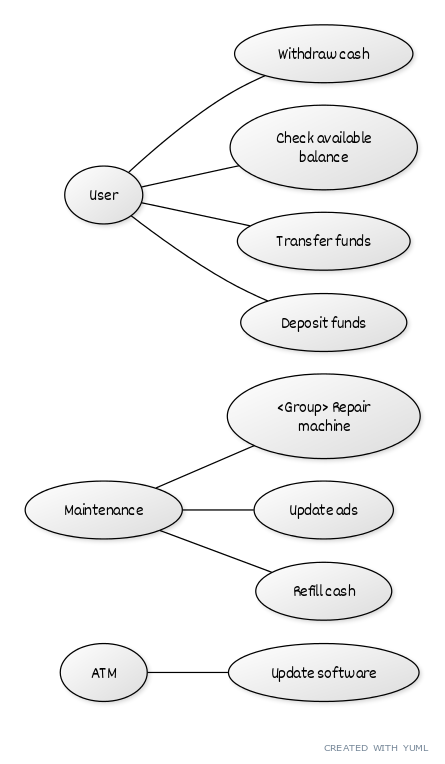 Withdraw cash
Check available
balance
User
Transfer funds
Deposit funds
<Group> Repair
machine
Maintenance
Update ads
Refill cash
ATM
Update software
CREATED WITH YUML